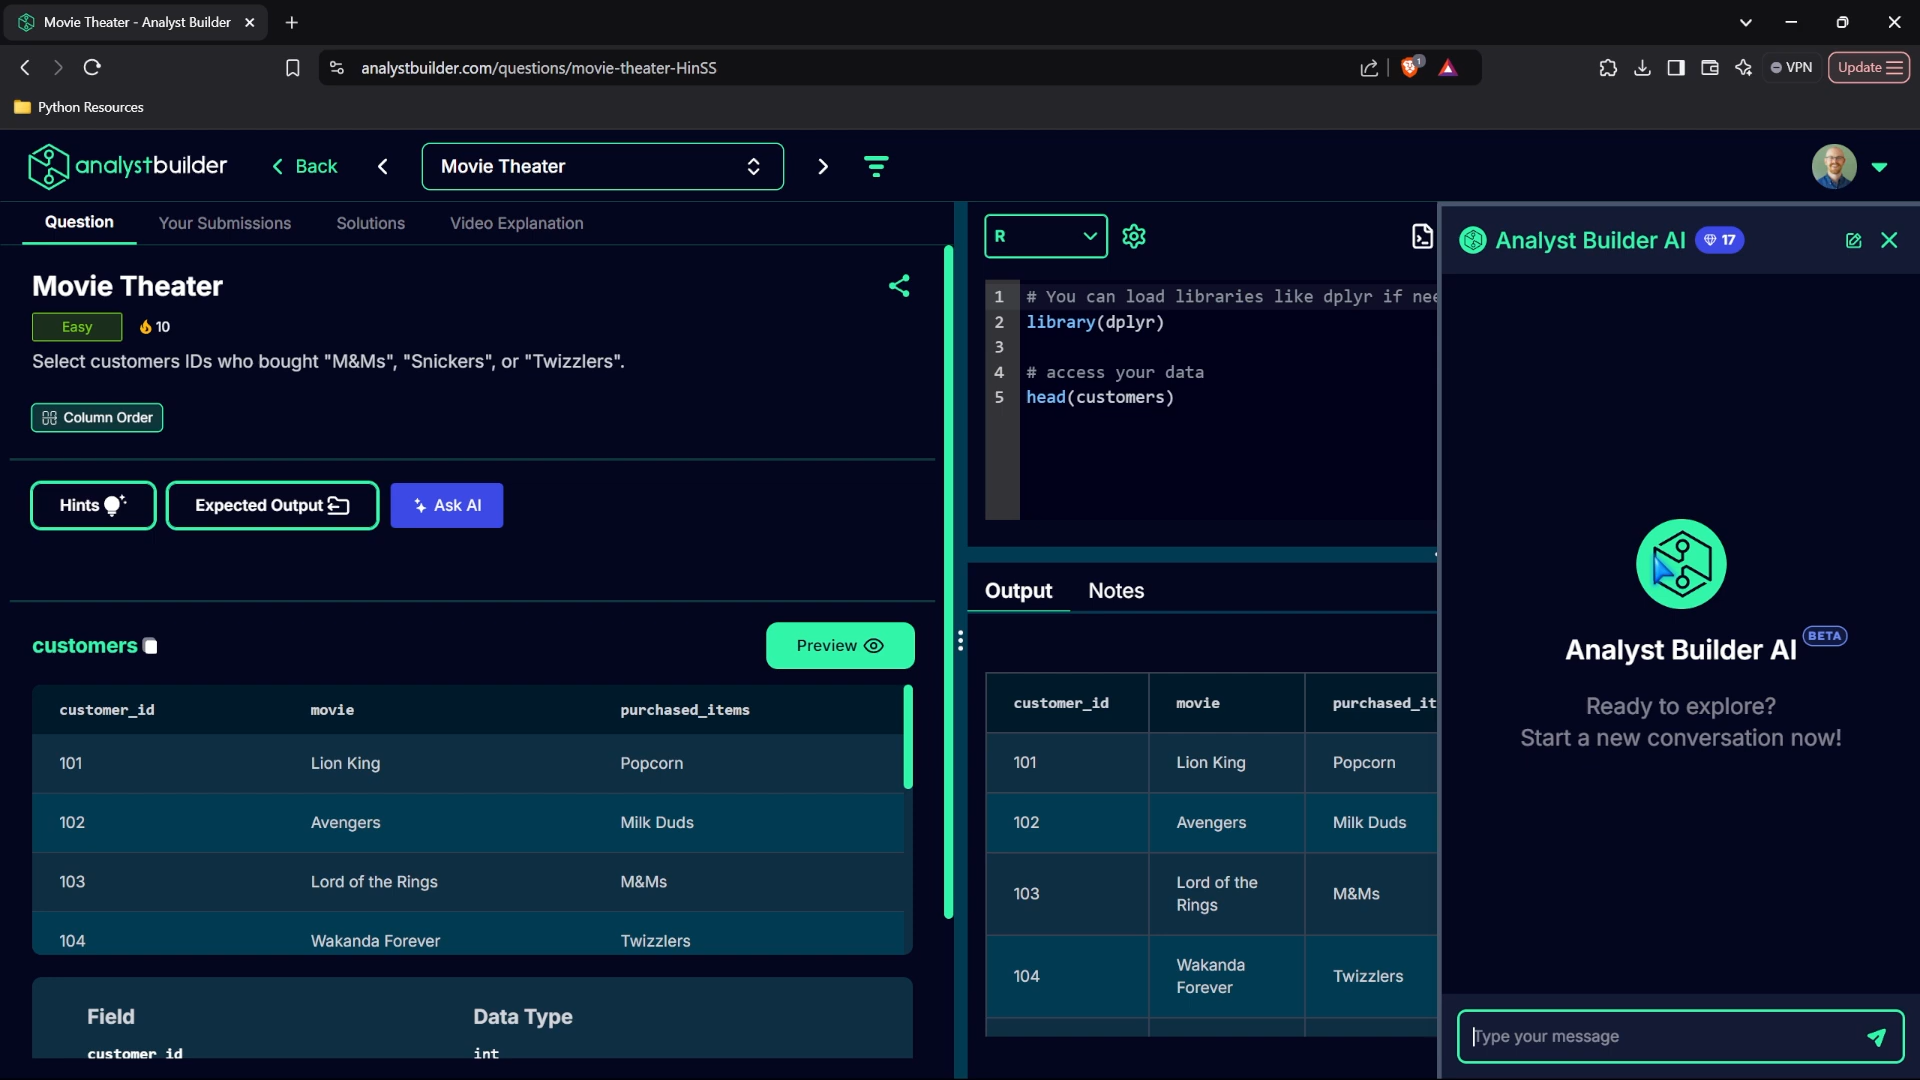 Movie Theater - Analyst Builder
analystbuilder.com/questions/movie-theater-HinSS
1
VPN
Update
Python Resources
analystbuilder
Back
Movie Theater
Question
Your Submissions
Solutions
Video Explanation
Movie Theater
Easy
10
Select customers IDs who bought "M&Ms", "Snickers", or "Twizzlers".
Column Order
Hints
Expected Output
Ask AI
customers
Preview
customer_id movie purchased_items
101 Lion King Popcorn
102 Avengers Milk Duds
103 Lord of the Rings M&Ms
104 Wakanda Forever Twizzlers
Field Data Type
customer_id int
R
1 # You can load libraries like dplyr if nee
2 library(dplyr)
3
4 # access your data
5 head(customers)
Output
Notes
customer_id movie purchased_it
101 Lion King Popcorn
102 Avengers Milk Duds
103 Lord of the Rings M&Ms
104 Wakanda Forever Twizzlers
Analyst Builder AI
17
Analyst Builder AI
BETA
Ready to explore?
Start a new conversation now!
Type your message